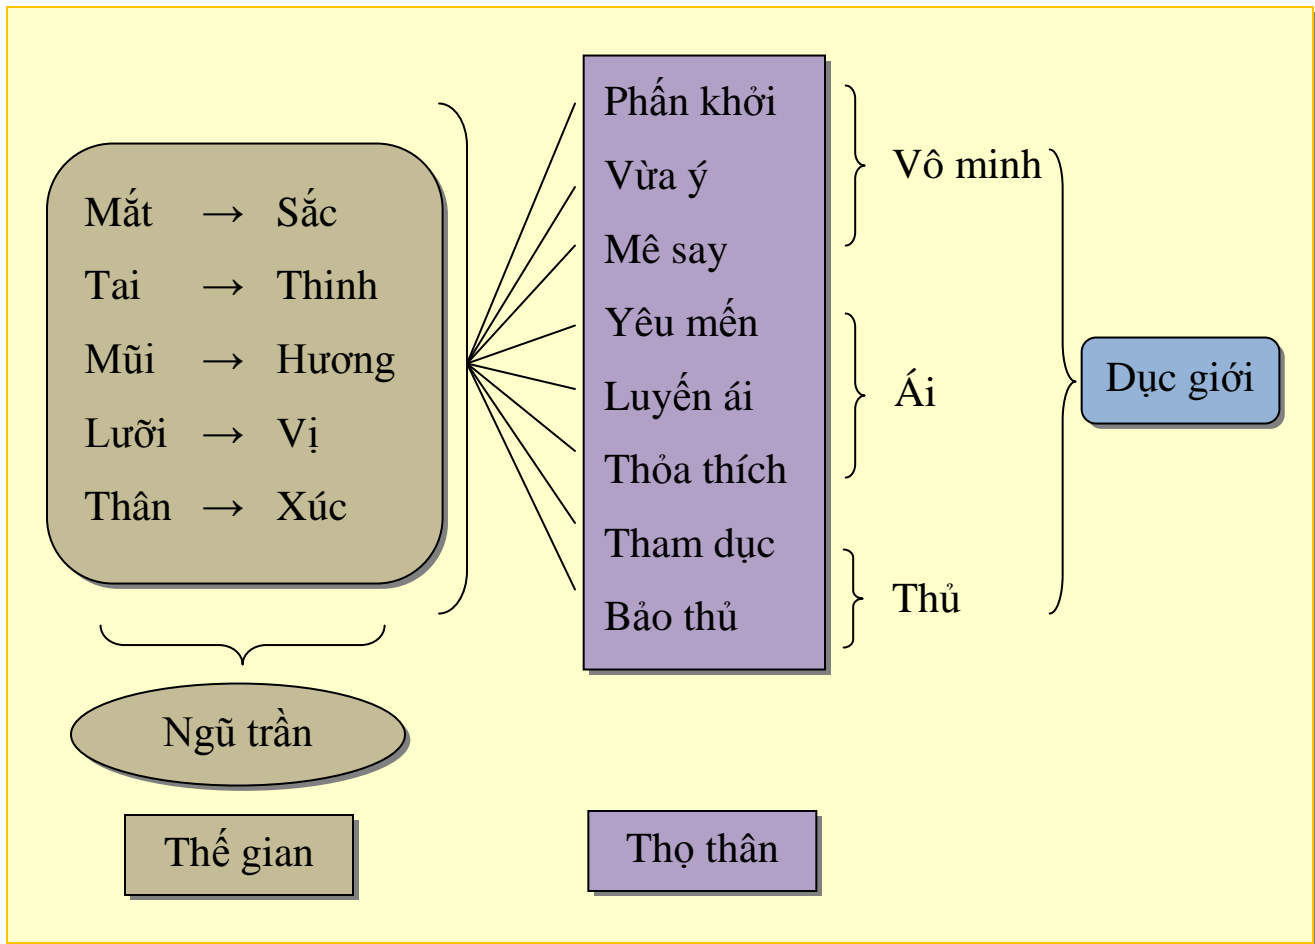 Mắt → Sắc
Tai → Thinh
Mũi → Hương
Lưỡi → Vị
Thân → Xúc
Ngũ trần
Thế gian
Phấn khởi
Vừa ý
Mê say
Yêu mến
Luyến ái
Thỏa thích
Tham dục
Bảo thủ
Thọ thân
Vô minh
Ái
Thủ
Dục giới